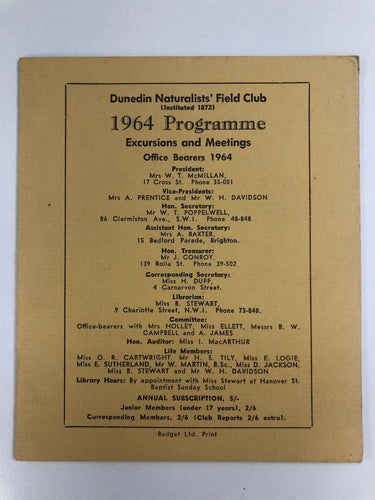 Dunedin Naturalists' Field Club
(Instituted 1872)
1964 Programme
Excursions and Meetings
Office Bearers 1964
President:
Mrs W. T. McMILLAN,
17 Cross St. Phone 35-001
Vice-Presidents:
Mrs A. PRENTICE and Mr W. H. DAVIDSON
Hon. Secretary:
Mr W. T. POPPELWELL,
86 Clermiston Ave., S.W.1. Phone 48-848
Assistant Hon. Secretary:
Mrs A. BAXTER,
15 Bedford Parade, Brighton.
Hon. Treasurer:
Mr J. CONROY,
139 Rolla St. Phone 39-502
Corresponding Secretary:
Miss H. DUFF,
4 Carnarvon Street.
Librarian:
Miss B. STEWART,
9 Charlotte Street, N.W.1. Phone 73-848.
Committee:
Office-bearers with Mrs HOLLEY, Miss ELLETT, Messrs B. W.
CAMPBELL and A. JAMES
Hon. Auditor: Miss I. MacARTHUR
Life Members:
Miss O. R. CARTWRIGHT, Mr H. S. TILY, Miss E. LOGIE,
Miss E. SUTHERLAND, Mr W. MARTIN, B.Sc., Miss D. JACKSON,
Miss B. STEWART and Mr W. H. DAVIDSON
Library Hours: By appointment with Miss Stewart at Hanover St.
Baptist Sunday School
ANNUAL SUBSCRIPTION, 5/-
Junior Members (under 17 years), 2/6
Corresponding Members, 2/6 (Club Reports 2/6 extra).
Budget Ltd. Print